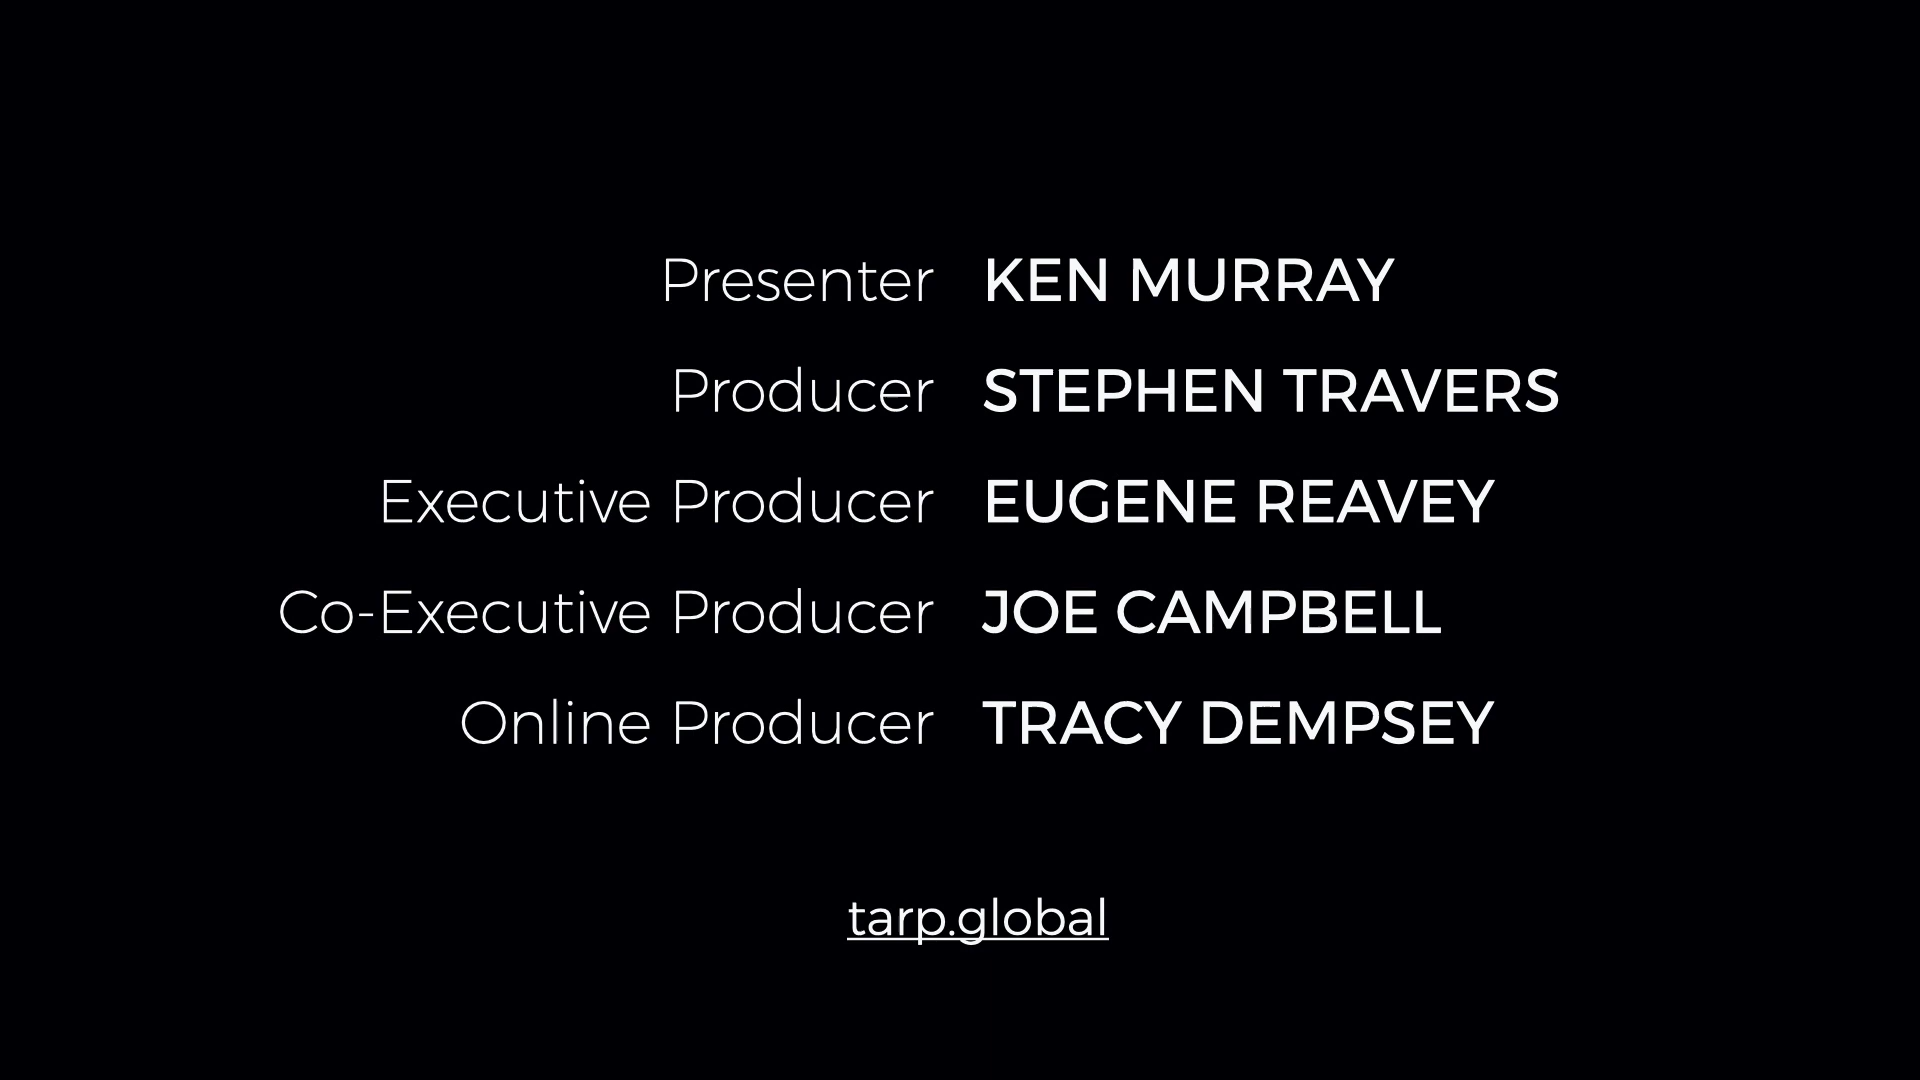 Presenter KEN MURRAY
Producer STEPHEN TRAVERS
Executive Producer EUGENE REAVEY
Co-Executive Producer JOE CAMPBELL
Online Producer TRACY DEMPSEY
tarp.global